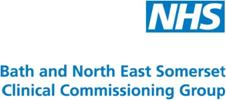 NHS
Bath and North East Somerset
Clinical Commissioning Group